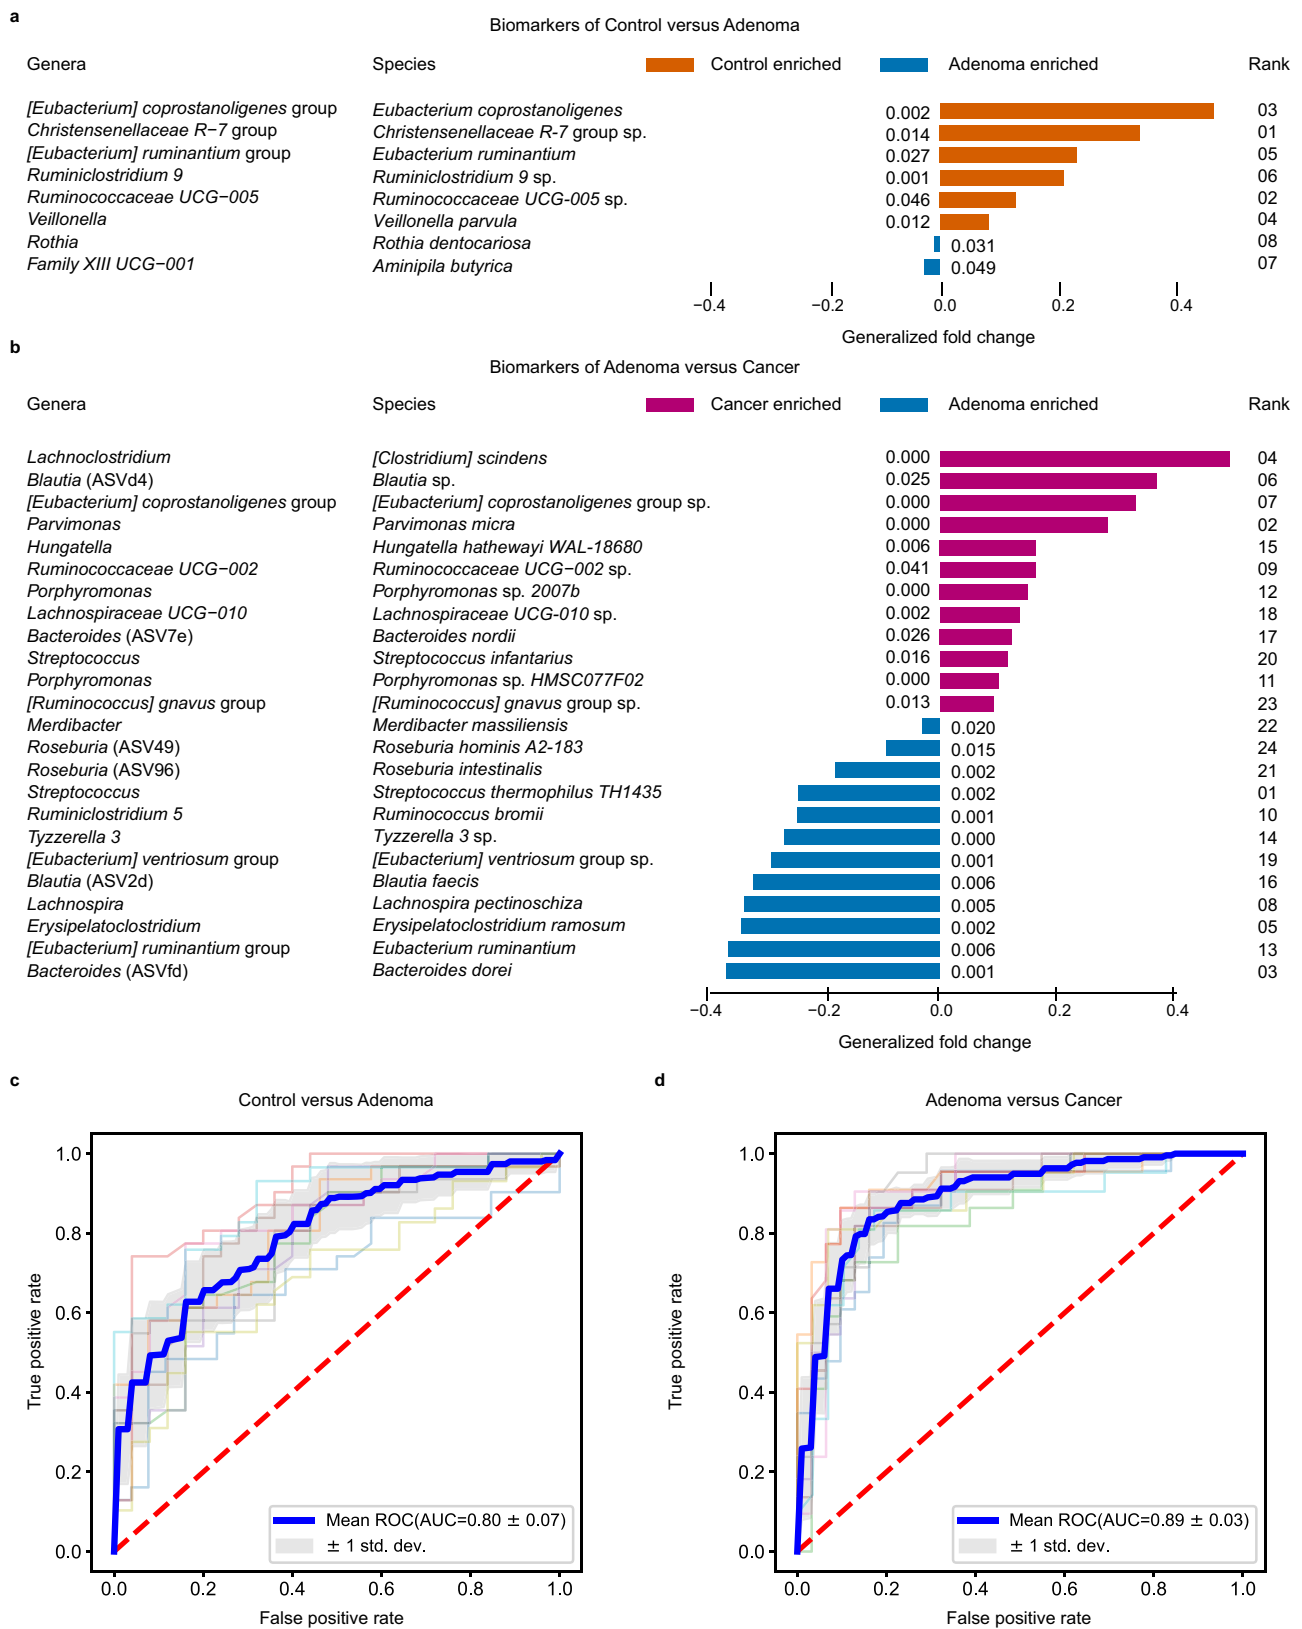 a
Biomarkers of Control versus Adenoma
Genera Species Control enriched Adenoma enriched Rank
[Eubacterium] coprostanoligenes group Eubacterium coprostanoligenes 0.002 03
Christensenellaceae R−7 group Christensenellaceae R-7 group sp. 0.014 01
[Eubacterium] ruminantium group Eubacterium ruminantium 0.027 05
Ruminiclostridium 9 Ruminiclostridium 9 sp. 0.001 06
Ruminococcaceae UCG−005 Ruminococcaceae UCG-005 sp. 0.046 02
Veillonella Veillonella parvula 0.012 04
Rothia Rothia dentocariosa 0.031 08
Family XIII UCG−001 Aminipila butyrica 0.049 07
−0.4 −0.2 0.0 0.2 0.4
Generalized fold change
b
Biomarkers of Adenoma versus Cancer
Genera Species Cancer enriched Adenoma enriched Rank
Lachnoclostridium [Clostridium] scindens 0.000 04
Blautia (ASVd4) Blautia sp. 0.025 06
[Eubacterium] coprostanoligenes group [Eubacterium] coprostanoligenes group sp. 0.000 07
Parvimonas Parvimonas micra 0.000 02
Hungatella Hungatella hathewayi WAL-18680 0.006 15
Ruminococcaceae UCG−002 Ruminococcaceae UCG−002 sp. 0.041 09
Porphyromonas Porphyromonas sp. 2007b 0.000 12
Lachnospiraceae UCG−010 Lachnospiraceae UCG-010 sp. 0.002 18
Bacteroides (ASV7e) Bacteroides nordii 0.026 17
Streptococcus Streptococcus infantarius 0.016 20
Porphyromonas Porphyromonas sp. HMSC077F02 0.000 11
[Ruminococcus] gnavus group [Ruminococcus] gnavus group sp. 0.013 23
Merdibacter Merdibacter massiliensis 0.020 22
Roseburia (ASV49) Roseburia hominis A2-183 0.015 24
Roseburia (ASV96) Roseburia intestinalis 0.002 21
Streptococcus Streptococcus thermophilus TH1435 0.002 01
Ruminiclostridium 5 Ruminococcus bromii 0.001 10
Tyzzerella 3 Tyzzerella 3 sp. 0.000 14
[Eubacterium] ventriosum group [Eubacterium] ventriosum group sp. 0.001 19
Blautia (ASV2d) Blautia faecis 0.006 16
Lachnospira Lachnospira pectinoschiza 0.005 08
Erysipelatoclostridium Erysipelatoclostridium ramosum 0.002 05
[Eubacterium] ruminantium group Eubacterium ruminantium 0.006 13
Bacteroides (ASVfd) Bacteroides dorei 0.001 03
−0.4 −0.2 0.0 0.2 0.4
Generalized fold change
c
Control versus Adenoma
1.0
0.8
0.6
0.4
0.2
0.0
True positive rate
Mean ROC(AUC=0.80 ± 0.07)
± 1 std. dev.
0.0 0.2 0.4 0.6 0.8 1.0
False positive rate
d
Adenoma versus Cancer
1.0
0.8
0.6
0.4
0.2
0.0
True positive rate
Mean ROC(AUC=0.89 ± 0.03)
± 1 std. dev.
0.0 0.2 0.4 0.6 0.8 1.0
False positive rate